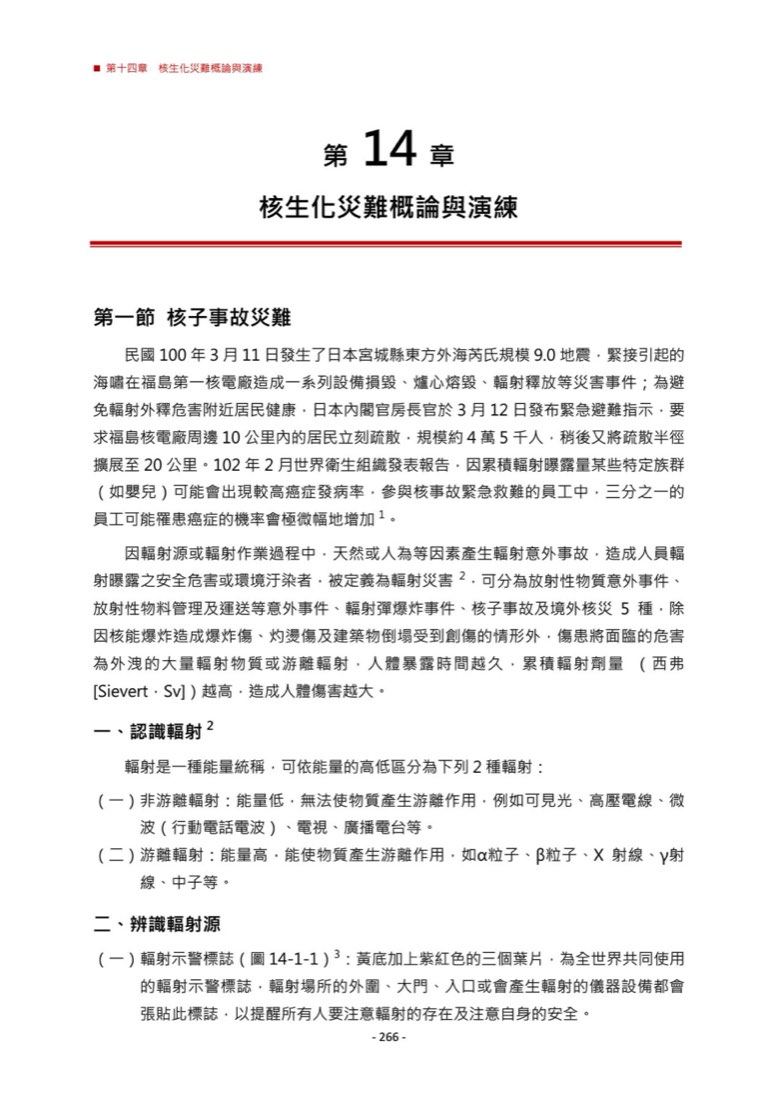 ■ 第十四章 核生化災難概論與演練
第 14 章
核生化災難概論與演練
第一節 核子事故災難
民國 100 年 3 月 11 日發生了日本宮城縣東方外海芮氏規模 9.0 地震，緊接引起的
海嘯在福島第一核電廠造成一系列設備損毀、爐心熔毀、輻射釋放等災害事件；為避
免輻射外釋危害附近居民健康，日本內閣官房長官於 3 月 12 日發布緊急避難指示，要
求福島核電廠周邊 10 公里內的居民立刻疏散，規模約 4 萬 5 千人，稍後又將疏散半徑
擴展至 20 公里。102 年 2 月世界衛生組織發表報告，因累積輻射曝露量某些特定族群
（如嬰兒）可能會出現較高癌症發病率，參與核事故緊急救難的員工中，三分之一的
員工可能罹患癌症的機率會極微幅地增加 1。
因輻射源或輻射作業過程中，天然或人為等因素產生輻射意外事故，造成人員輻
射曝露之安全危害或環境汙染者，被定義為輻射災害 2，可分為放射性物質意外事件、
放射性物料管理及運送等意外事件、輻射彈爆炸事件、核子事故及境外核災 5 種，除
因核能爆炸造成爆炸傷、灼燙傷及建築物倒塌受到創傷的情形外，傷患將面臨的危害
為外洩的大量輻射物質或游離輻射，人體暴露時間越久，累積輻射劑量 （西弗
[Sievert，Sv]）越高，造成人體傷害越大。
一、認識輻射 2
輻射是一種能量統稱，可依能量的高低區分為下列 2 種輻射：
（一）非游離輻射：能量低，無法使物質產生游離作用，例如可見光、高壓電線、微
波（行動電話電波）、電視、廣播電台等。
（二）游離輻射：能量高，能使物質產生游離作用，如α粒子、β粒子、X 射線、γ射
線、中子等。
二、辨識輻射源
（一）輻射示警標誌（圖 14-1-1）3：黃底加上紫紅色的三個葉片，為全世界共同使用
的輻射示警標誌，輻射場所的外圍、大門、入口或會產生輻射的儀器設備都會
張貼此標誌，以提醒所有人要注意輻射的存在及注意自身的安全。
- 266 -